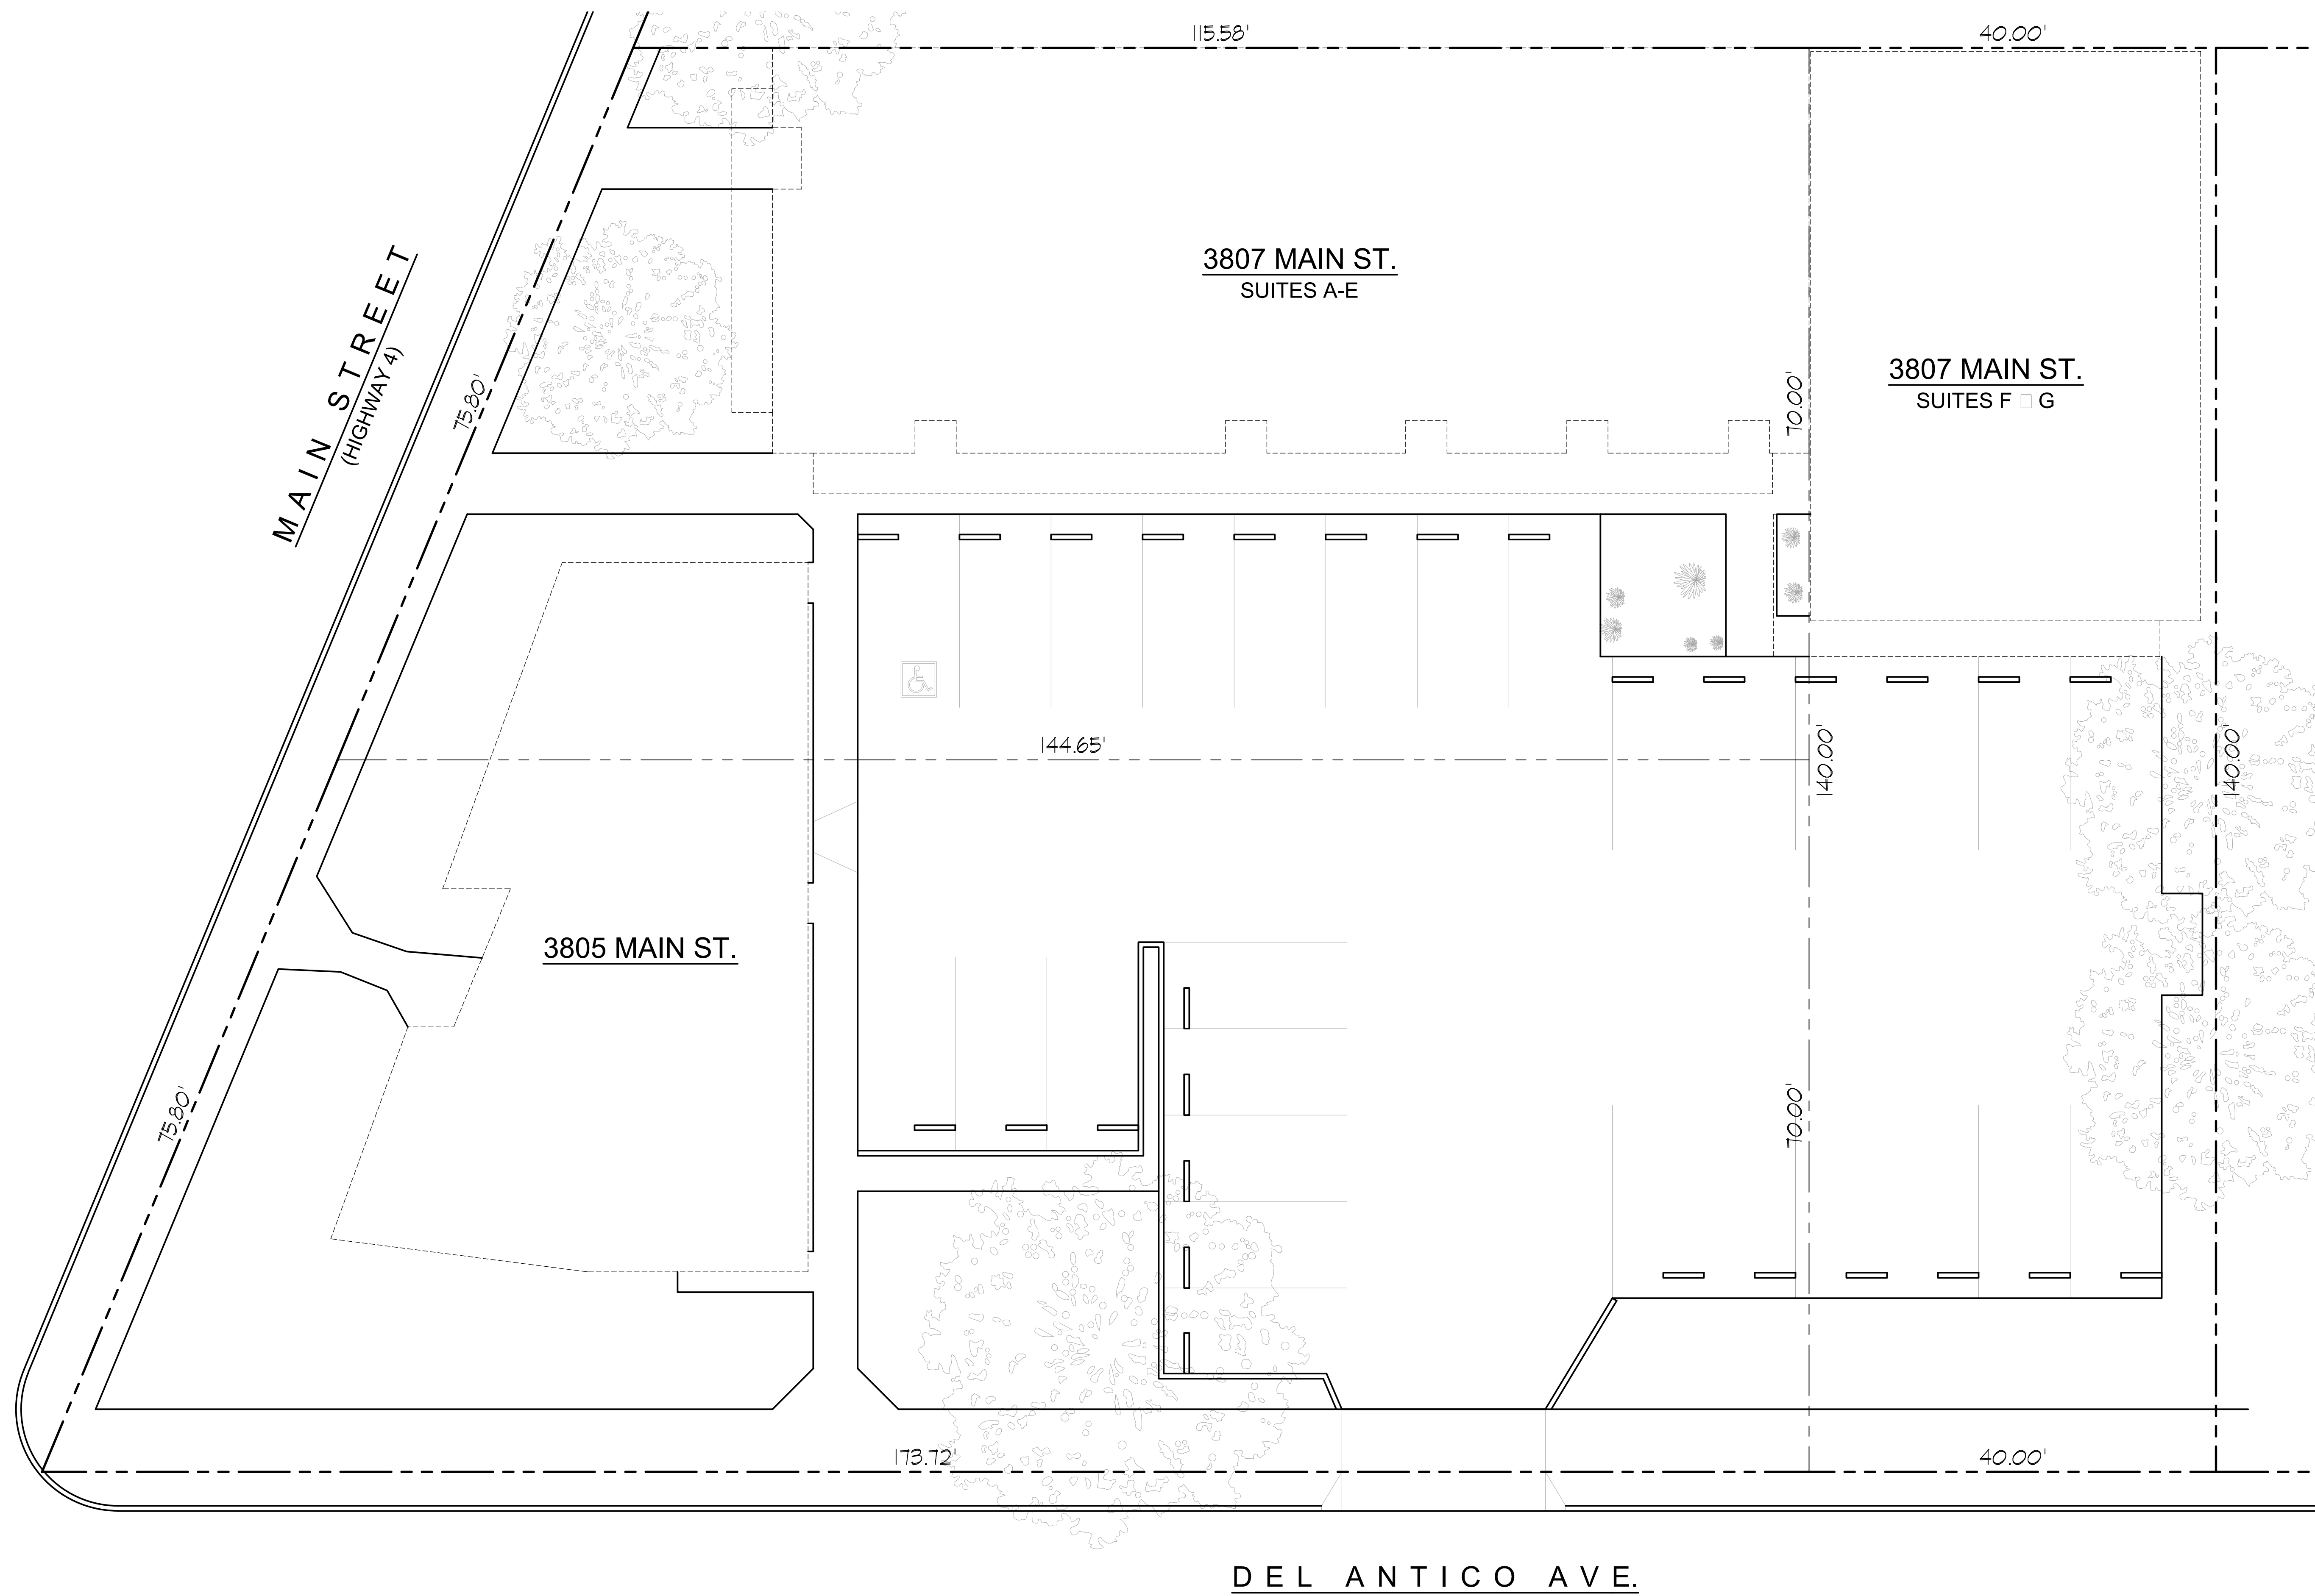 115.58'
40.00'
MAIN STREET
(HIGHWAY 4)
75.80'
3807 MAIN ST.
SUITES A-E
70.00'
3807 MAIN ST.
SUITES F □ G
144.65'
140.00'
140.00'
3805 MAIN ST.
75.80'
70.00'
173.72'
40.00'
DEL ANTICO AVE.